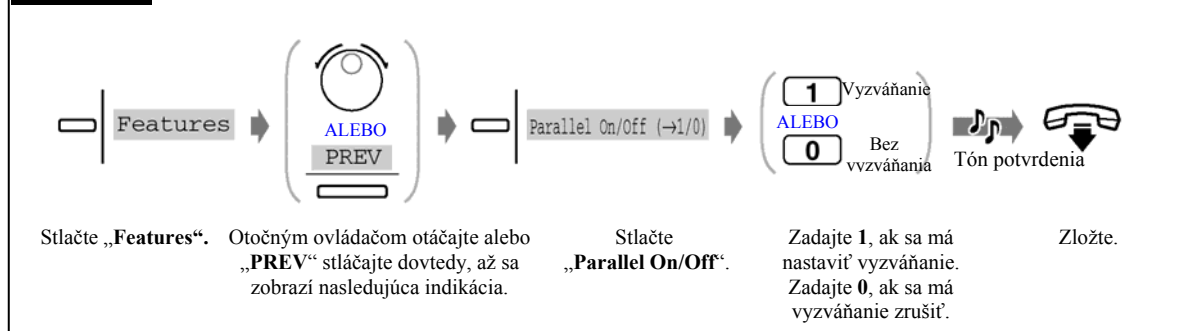 Features
ALEBO
PREV
Parallel On/Off (→1/0)
1 Vyzváňanie
ALEBO
0 Bez
vyzváňania
Tón potvrdenia
Stlačte „Features“.
Otočným ovládačom otáčajte alebo
„PREV“ stláčajte dovtedy, až sa
zobrazí nasledujúca indikácia.
Stlačte
„Parallel On/Off“.
Zadajte 1, ak sa má
nastaviť vyzváňanie.
Zadajte 0, ak sa má
vyzváňanie zrušiť.
Zložte.